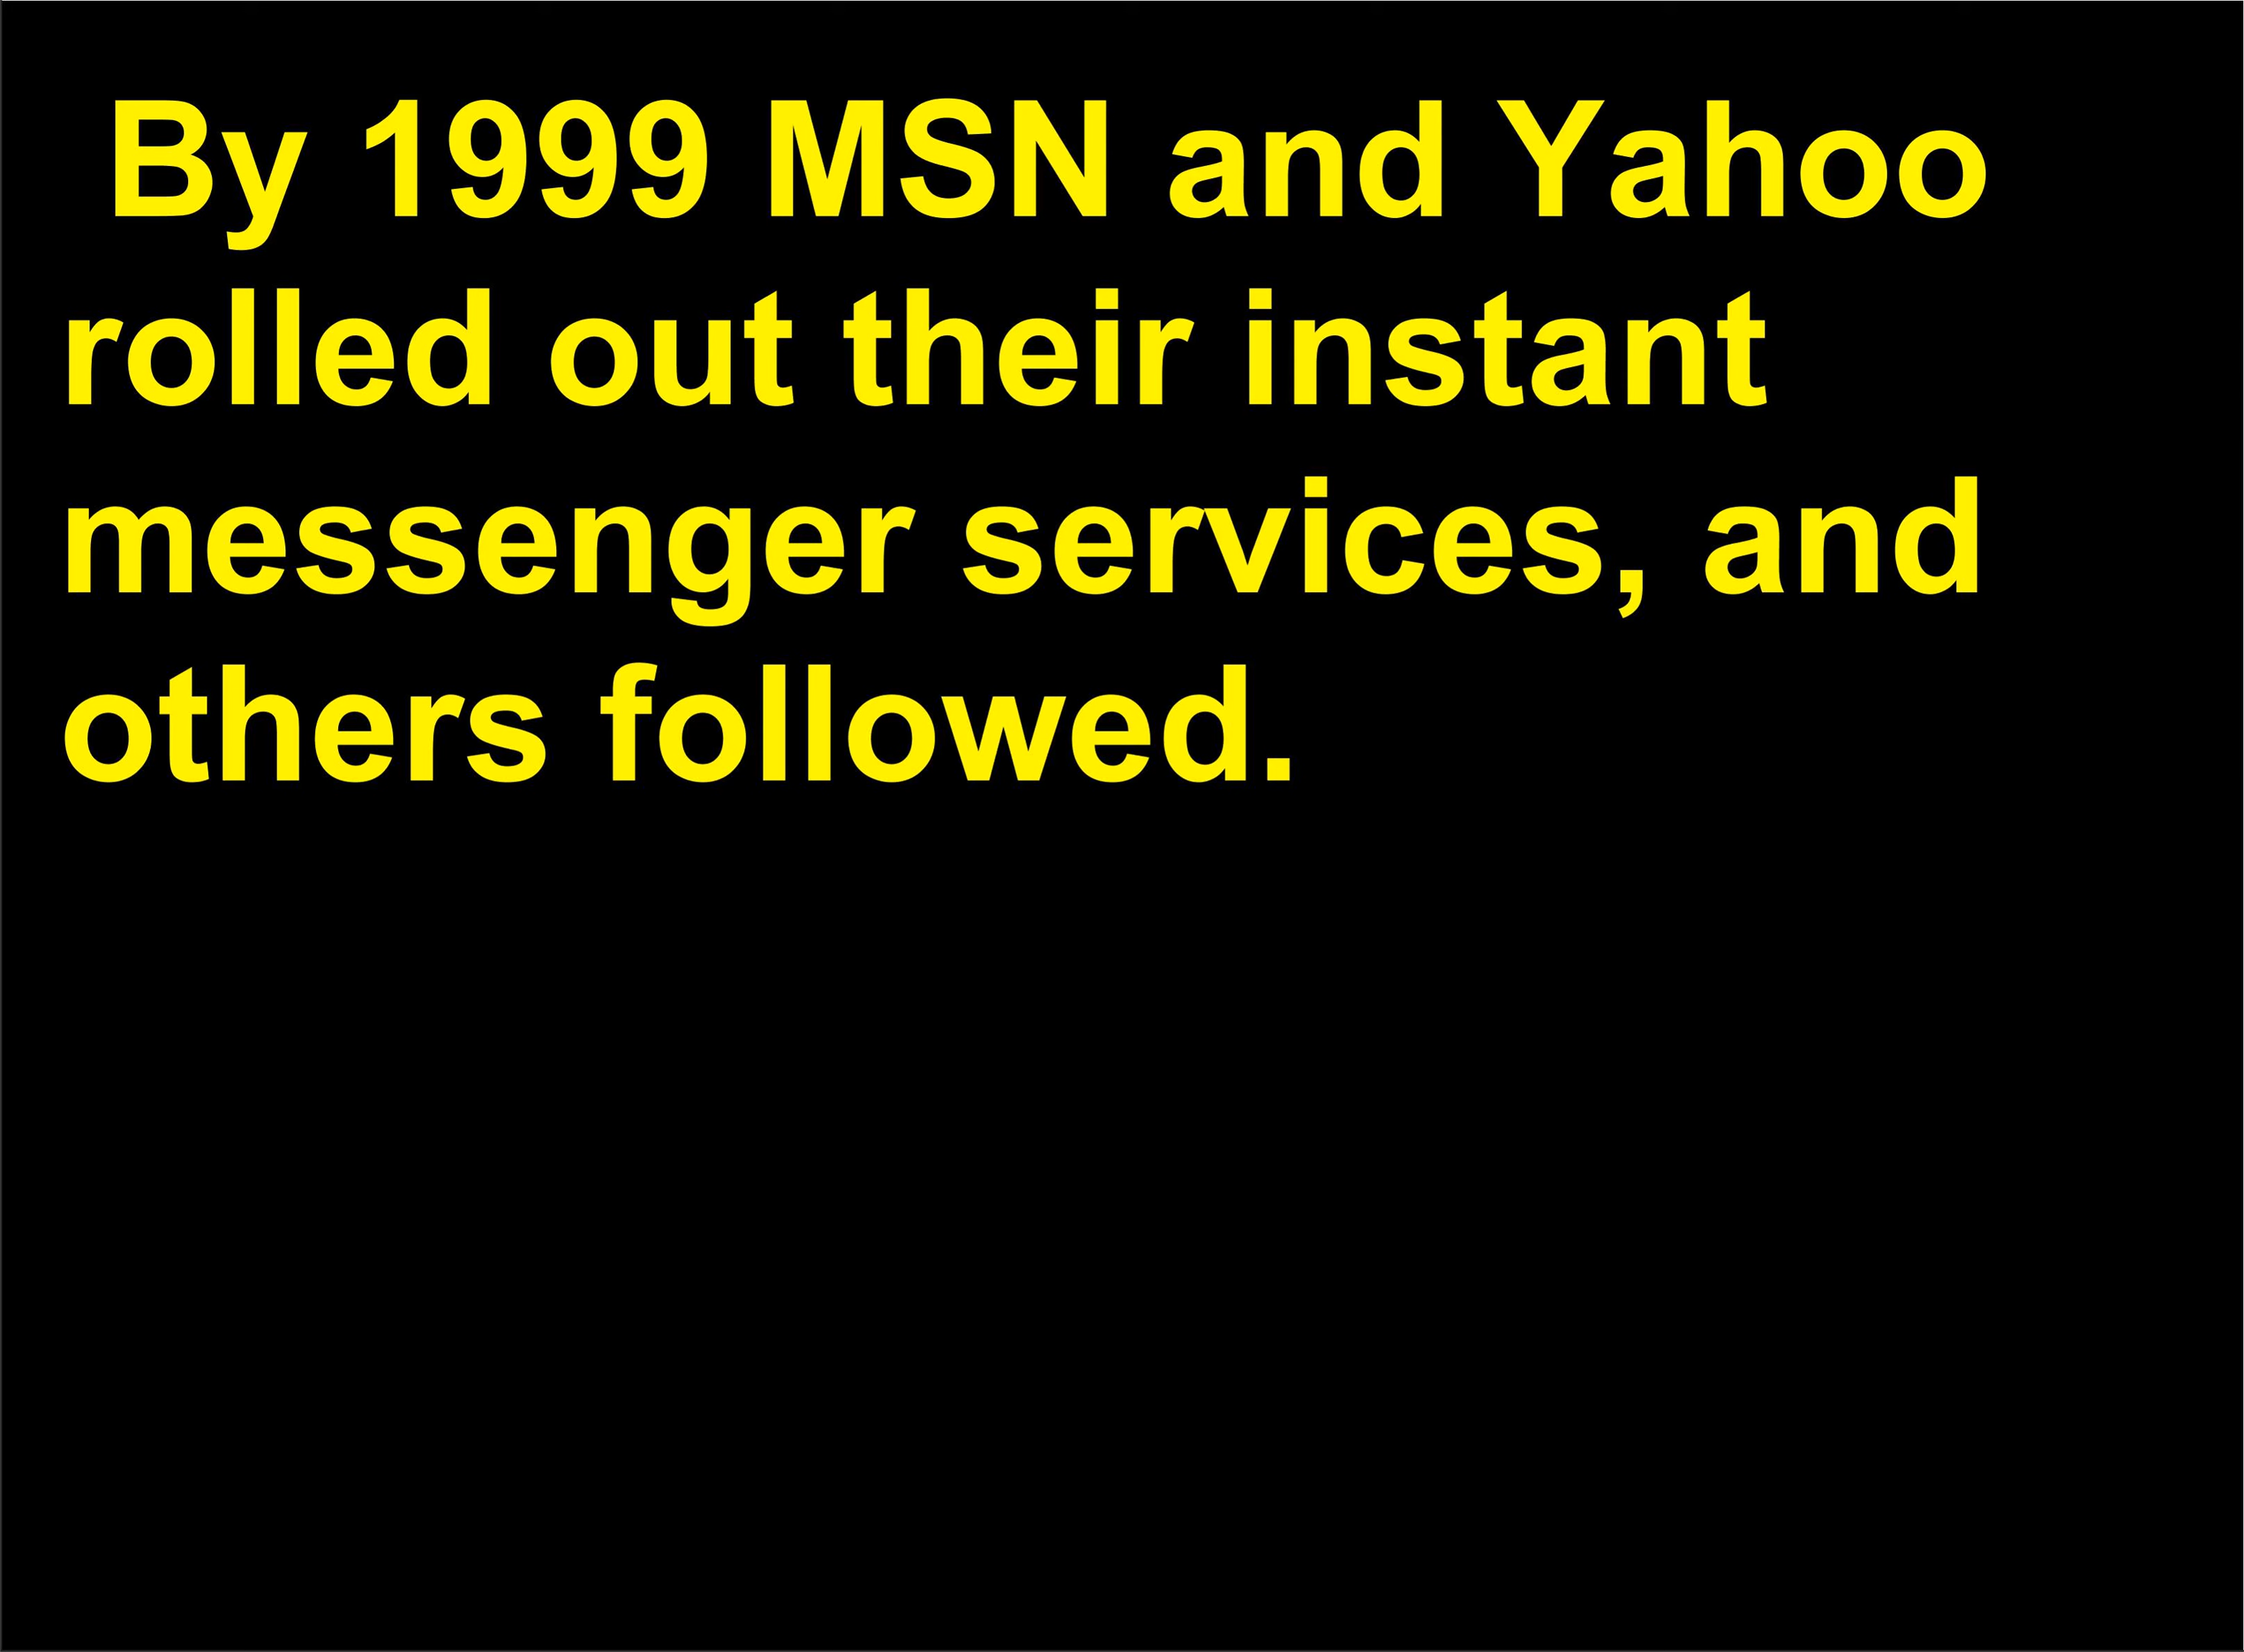 By 1999 MSN and Yahoo
rolled out their instant
messenger services, and
others followed.